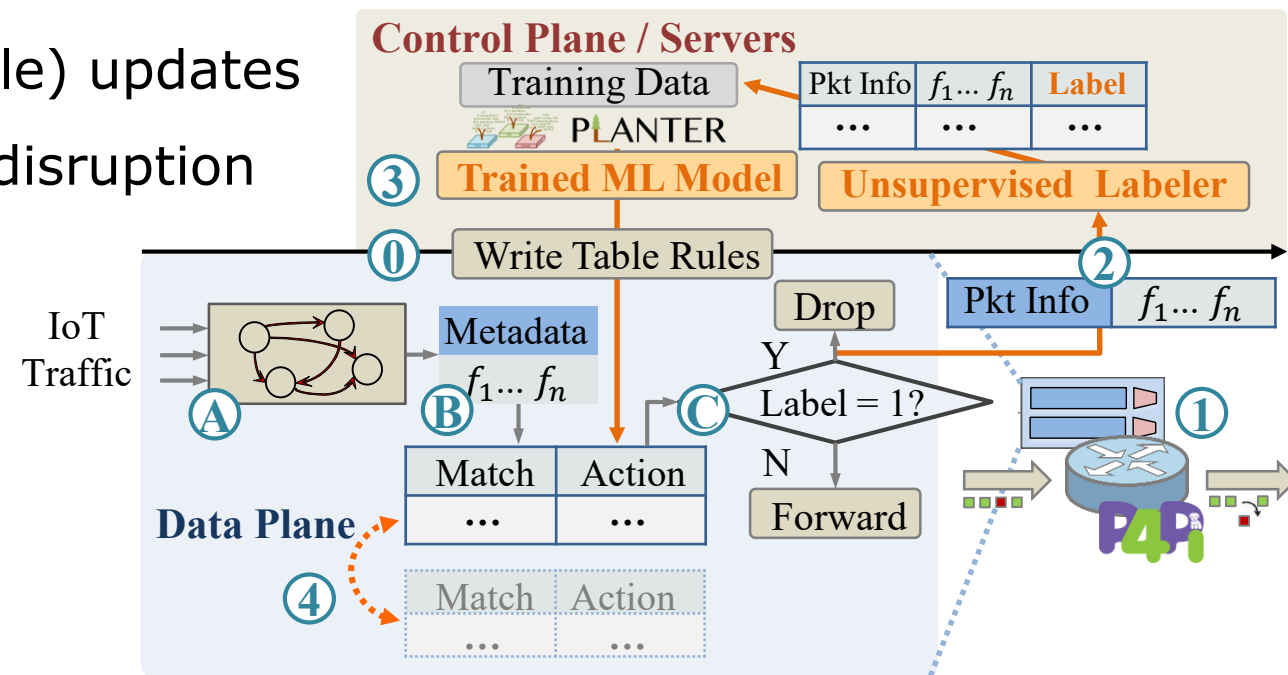 le) updates
disruption
Control Plane / Servers
Training Data
Pkt Info f₁... fₙ Label
... ... ...
PLANTER
3 Trained ML Model
Unsupervised Labeler
0 Write Table Rules
2
Pkt Info f₁... fₙ
IoT
Traffic
A
Metadata
B f₁... fₙ
Drop
Y
C Label = 1?
N
Forward
Match Action
... ...
Data Plane
4
Match Action
... ...
1
P4Pi